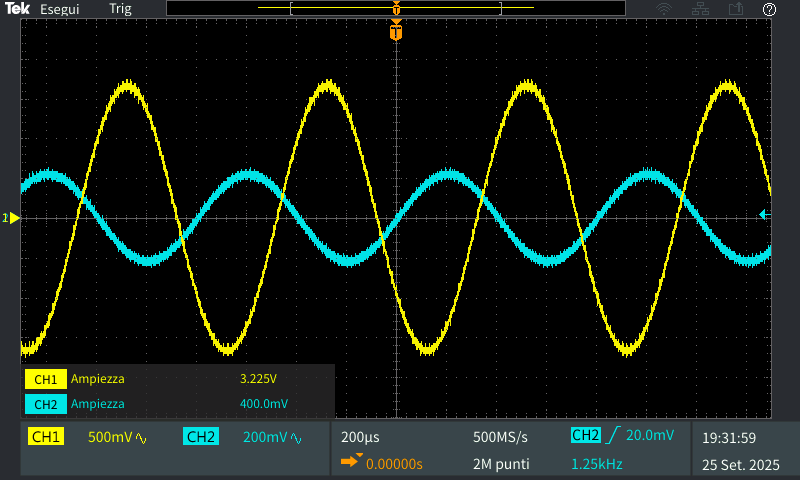 Tek Esegui Trig
T
T
?
1
CH1 Ampiezza 3.225V
CH2 Ampiezza 400.0mV
CH1 500mV CH2 200mV 200µs 500MS/s CH2 20.0mV 19:31:59
0.00000s 2M punti 1.25kHz 25 Set. 2025